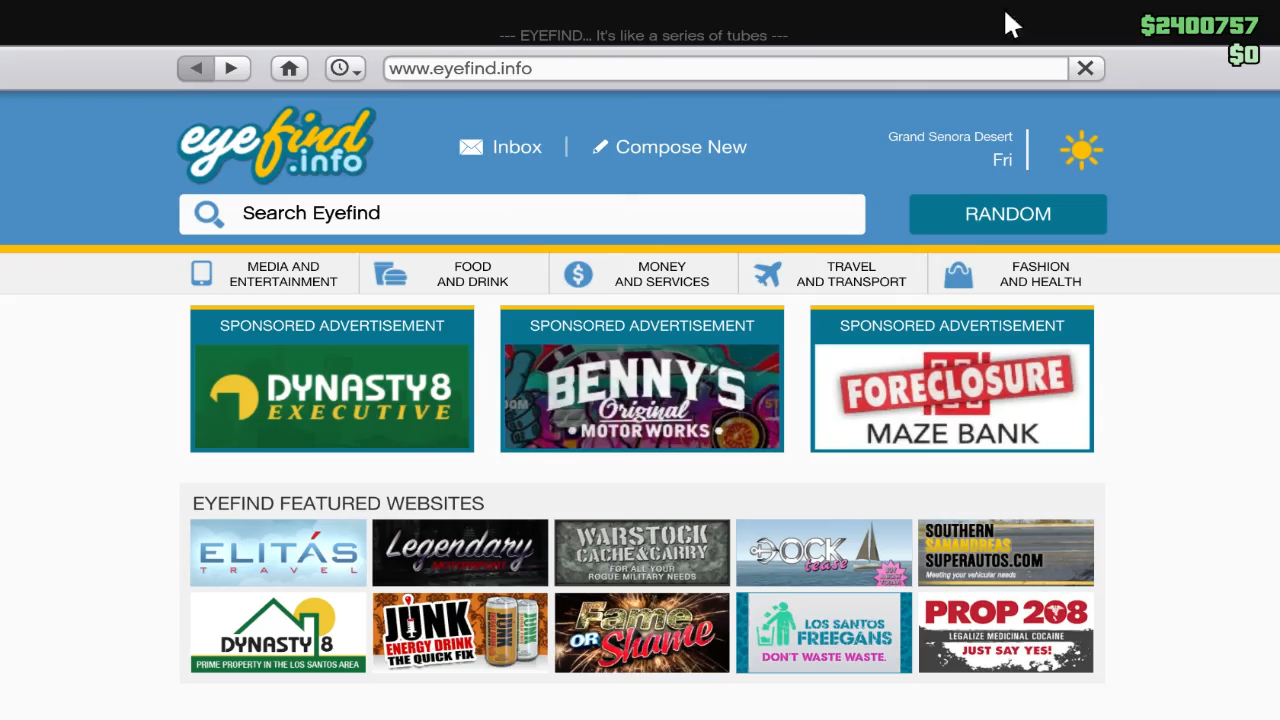 --- EYEFIND... It's like a series of tubes ---
$2400757
$0
www.eyefind.info
eyefind
.info
Inbox
Compose New
Grand Senora Desert
Fri
Search Eyefind
RANDOM
MEDIA AND
ENTERTAINMENT
FOOD
AND DRINK
MONEY
AND SERVICES
TRAVEL
AND TRANSPORT
FASHION
AND HEALTH
SPONSORED ADVERTISEMENT
DYNASTY8
EXECUTIVE
SPONSORED ADVERTISEMENT
BENNY'S
Original
• MOTOR WORKS •
SPONSORED ADVERTISEMENT
FORECLOSURE
MAZE BANK
EYEFIND FEATURED WEBSITES
ELITÁS
TRAVEL
Legendary
MOTORSPORT
WARSTOCK
CACHE & CARRY
FOR ALL YOUR
ROGUE MILITARY NEEDS
DOCK
tease
SOUTHERN
SANANDREAS
SUPERAUTOS.COM
Meeting your vehicular needs
DYNASTY 8
PRIME PROPERTY IN THE LOS SANTOS AREA
JUNK
ENERGY DRINK
THE QUICK FIX
Fame
OR Shame
LOS SANTOS
FREEGANS
DON'T WASTE WASTE.
PROP 208
LEGALIZE MEDICINAL COCAINE
JUST SAY YES!